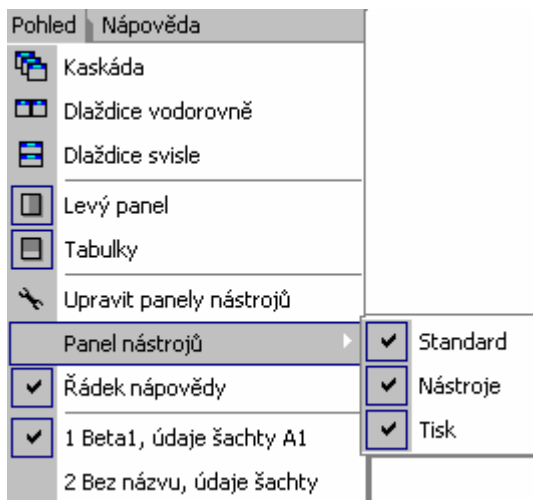 Pohled Nápověda
Kaskáda
Dlaždice vodorovně
Dlaždice svisle
Levý panel
Tabulky
Upravit panely nástrojů
Panel nástrojů
Standard
Řádek nápovědy
Nástroje
1 Beta1, údaje šachty A1
Tisk
2 Bez názvu, údaje šachty